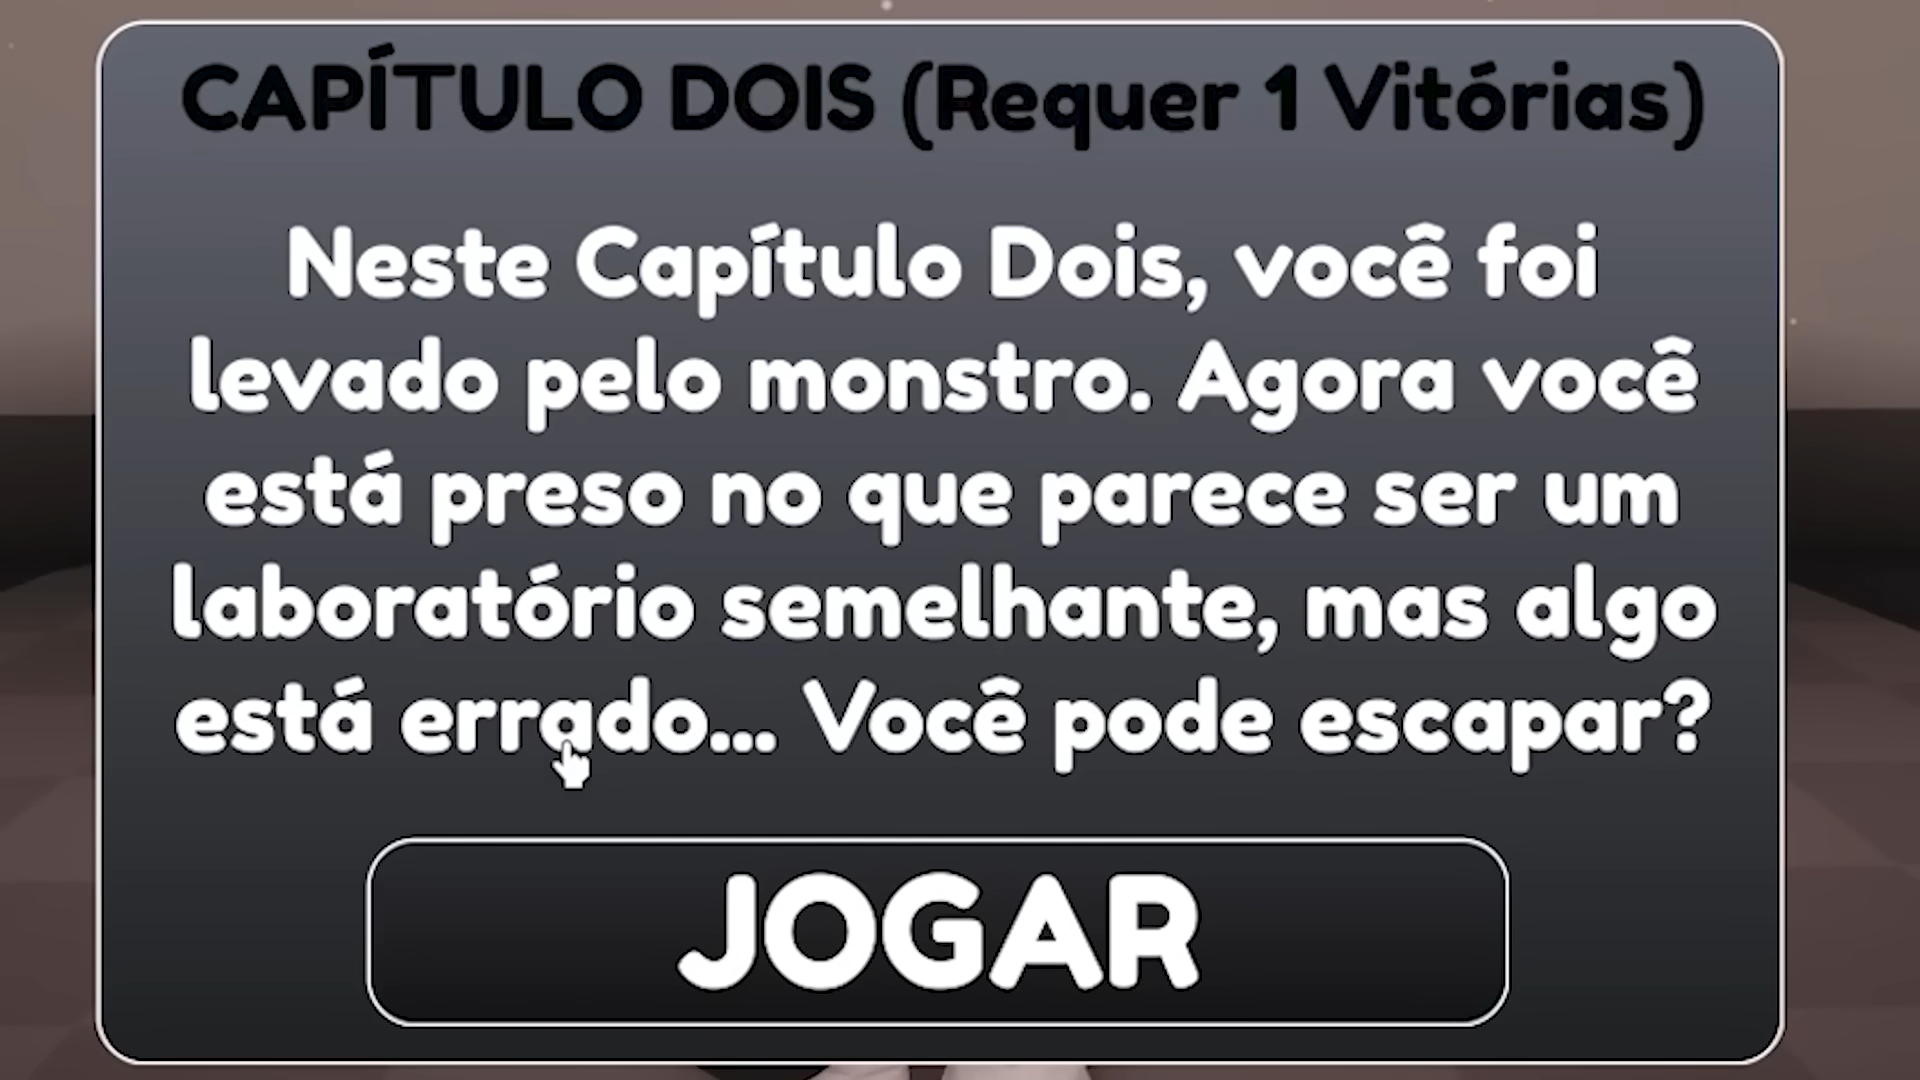 CAPÍTULO DOIS (Requer 1 Vitórias)
Neste Capítulo Dois, você foi
levado pelo monstro. Agora você
está preso no que parece ser um
laboratório semelhante, mas algo
está errado... Você pode escapar?
JOGAR